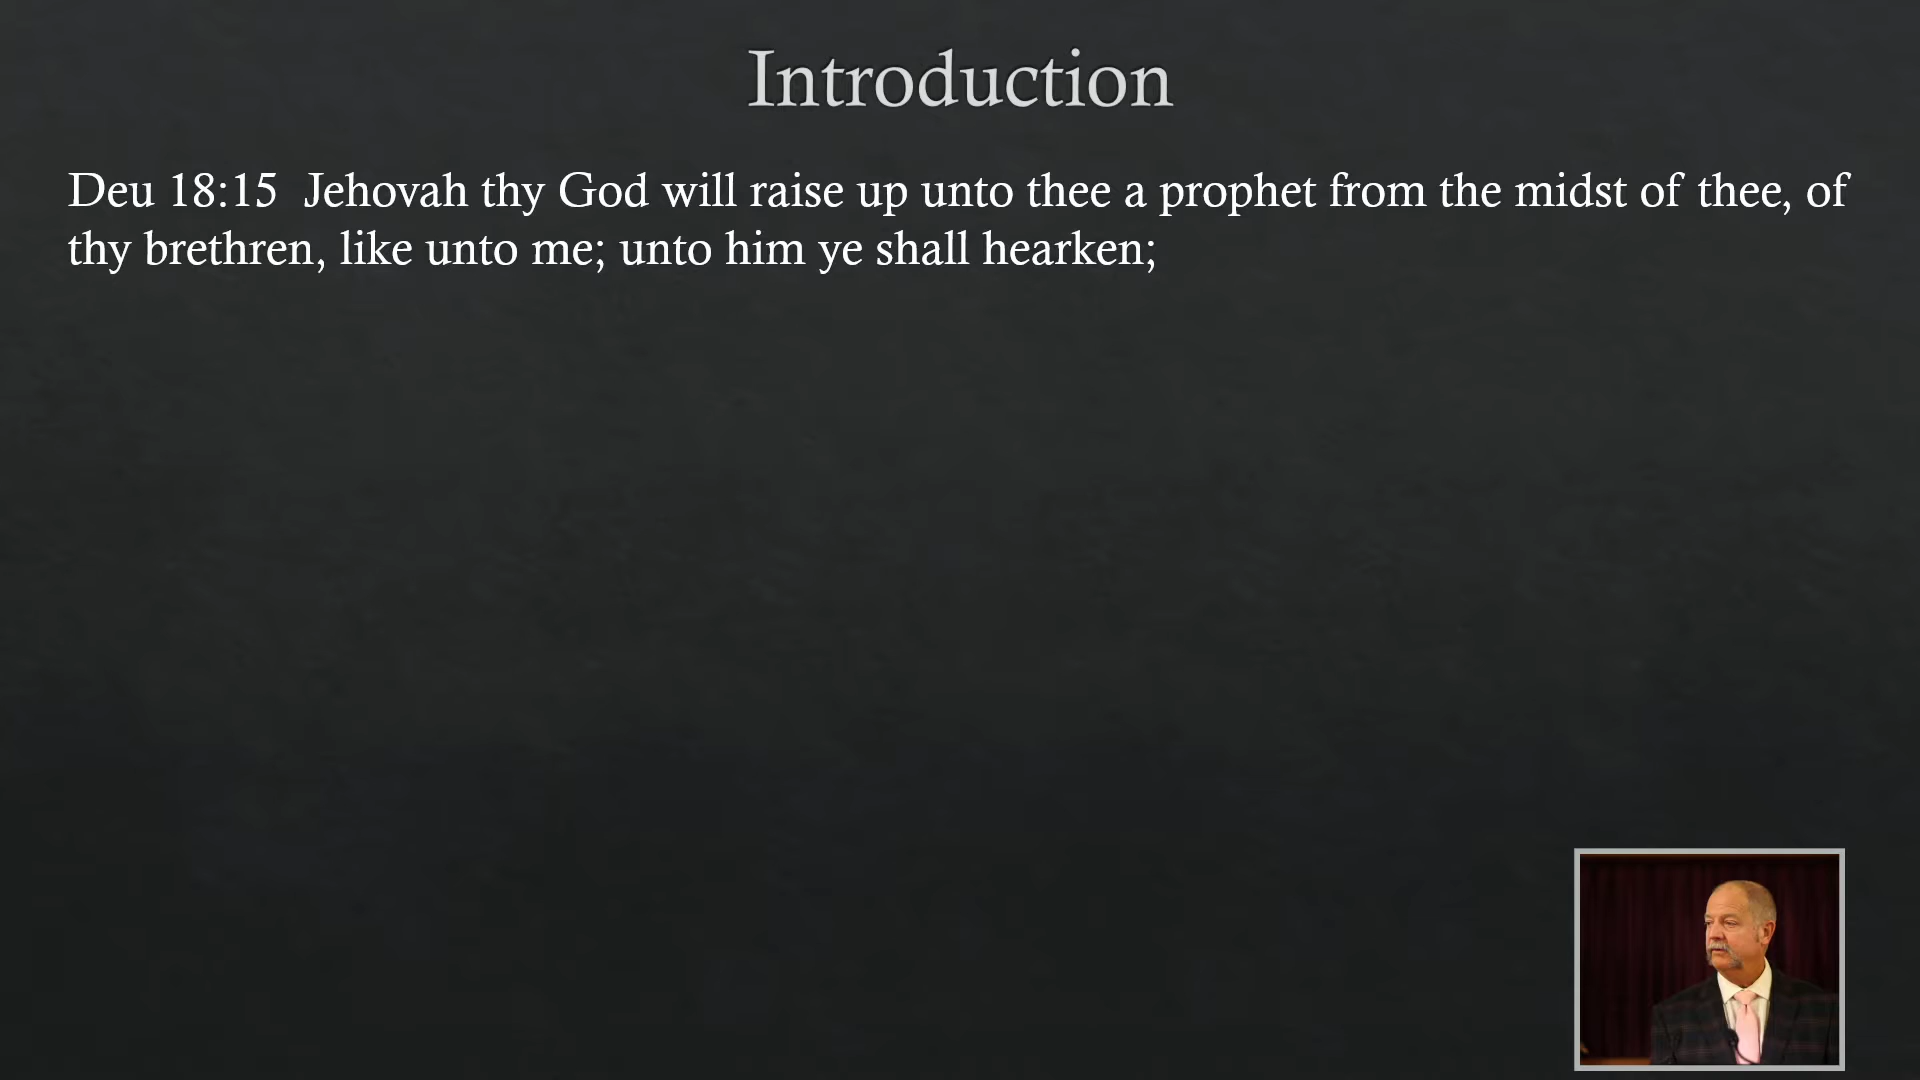 Introduction
Deu 18:15  Jehovah thy God will raise up unto thee a prophet from the midst of thee, of
thy brethren, like unto me; unto him ye shall hearken;